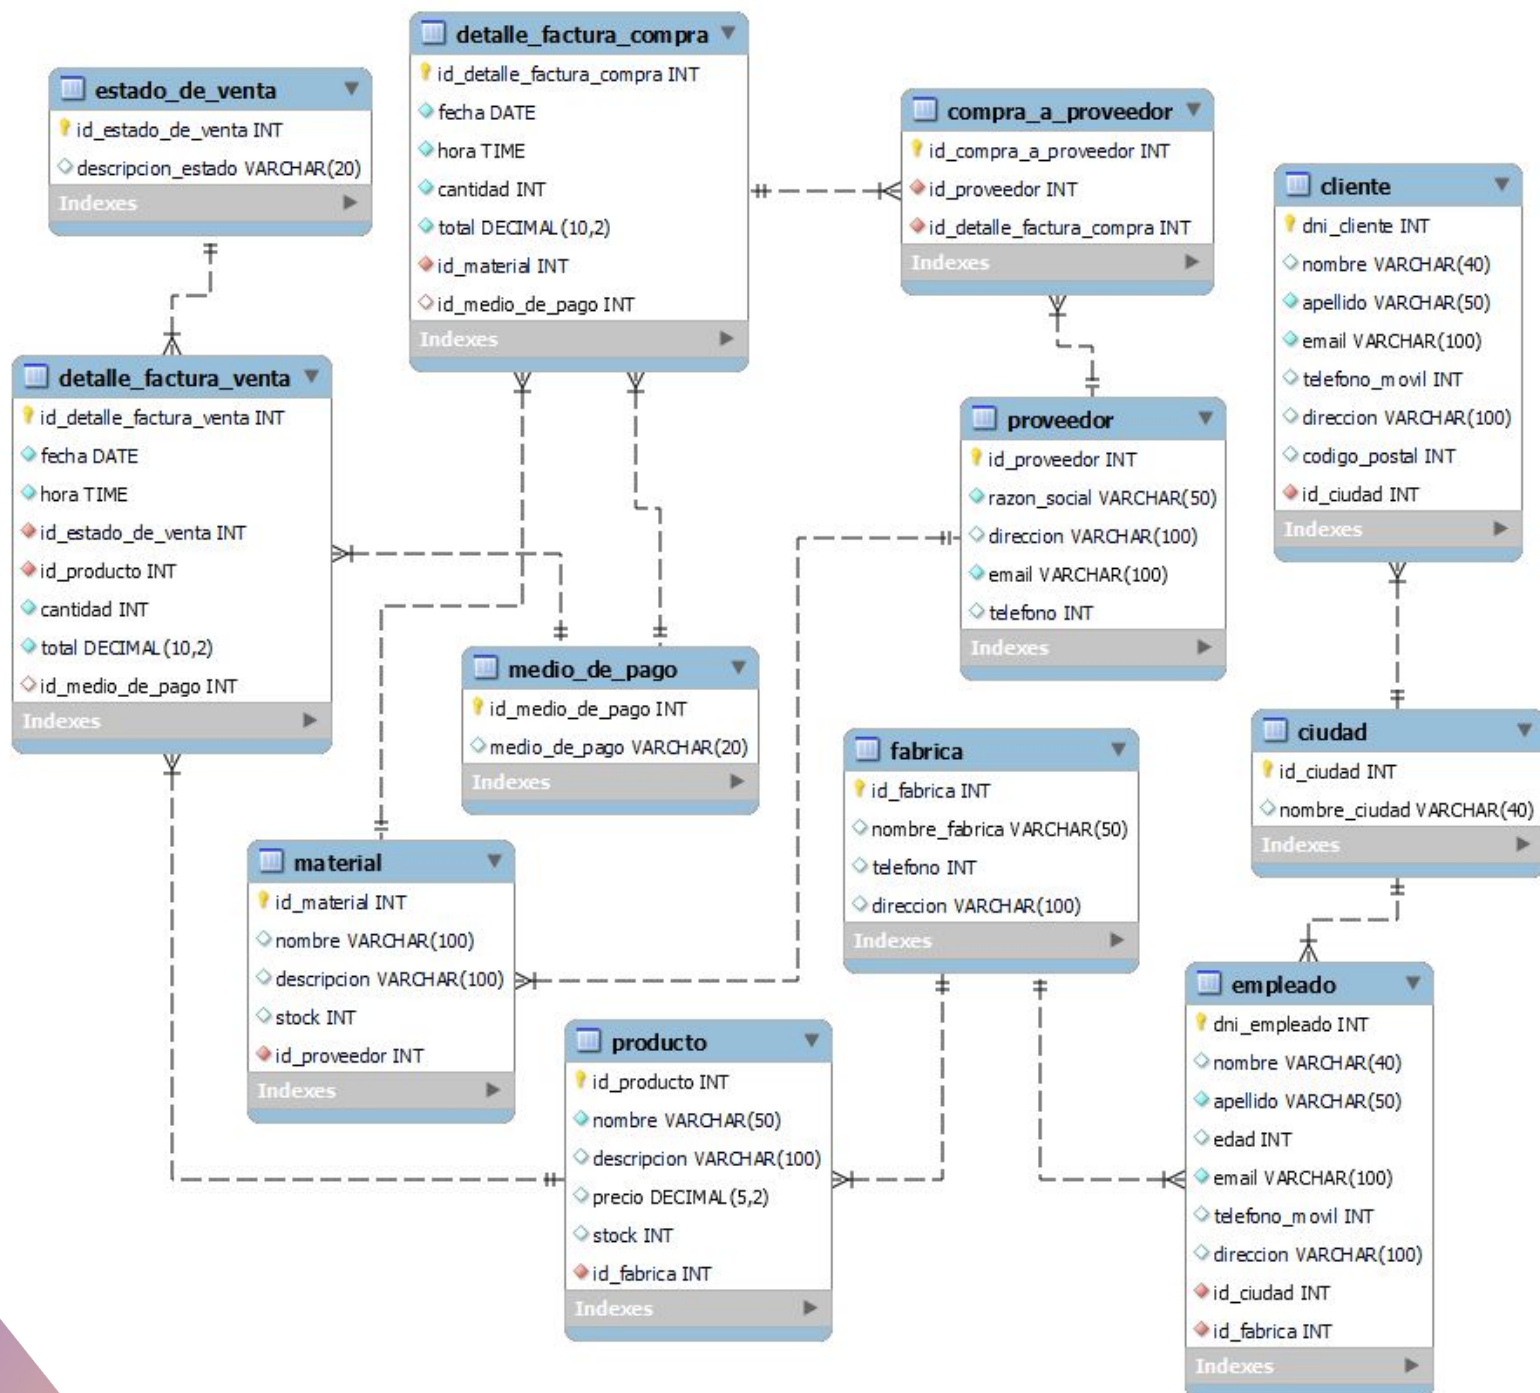 detalle_factura_compra
id_detalle_factura_compra INT
fecha DATE
hora TIME
cantidad INT
total DECIMAL(10,2)
id_material INT
id_medio_de_pago INT
Indexes
estado_de_venta
id_estado_de_venta INT
descripcion_estado VARCHAR(20)
Indexes
compra_a_proveedor
id_compra_a_proveedor INT
id_proveedor INT
id_detalle_factura_compra INT
Indexes
cliente
dni_cliente INT
nombre VARCHAR(40)
apellido VARCHAR(50)
email VARCHAR(100)
telefono_movil INT
direccion VARCHAR(100)
codigo_postal INT
id_ciudad INT
Indexes
detalle_factura_venta
id_detalle_factura_venta INT
fecha DATE
hora TIME
id_estado_de_venta INT
id_producto INT
cantidad INT
total DECIMAL(10,2)
id_medio_de_pago INT
Indexes
proveedor
id_proveedor INT
razon_social VARCHAR(50)
direccion VARCHAR(100)
email VARCHAR(100)
telefono INT
Indexes
medio_de_pago
id_medio_de_pago INT
medio_de_pago VARCHAR(20)
Indexes
ciudad
id_ciudad INT
nombre_ciudad VARCHAR(40)
Indexes
fabrica
id_fabrica INT
nombre_fabrica VARCHAR(50)
telefono INT
direccion VARCHAR(100)
Indexes
material
id_material INT
nombre VARCHAR(100)
descripcion VARCHAR(100)
stock INT
id_proveedor INT
Indexes
empleado
dni_empleado INT
nombre VARCHAR(40)
apellido VARCHAR(50)
edad INT
email VARCHAR(100)
telefono_movil INT
direccion VARCHAR(100)
id_ciudad INT
id_fabrica INT
Indexes
producto
id_producto INT
nombre VARCHAR(50)
descripcion VARCHAR(100)
precio DECIMAL(5,2)
stock INT
id_fabrica INT
Indexes